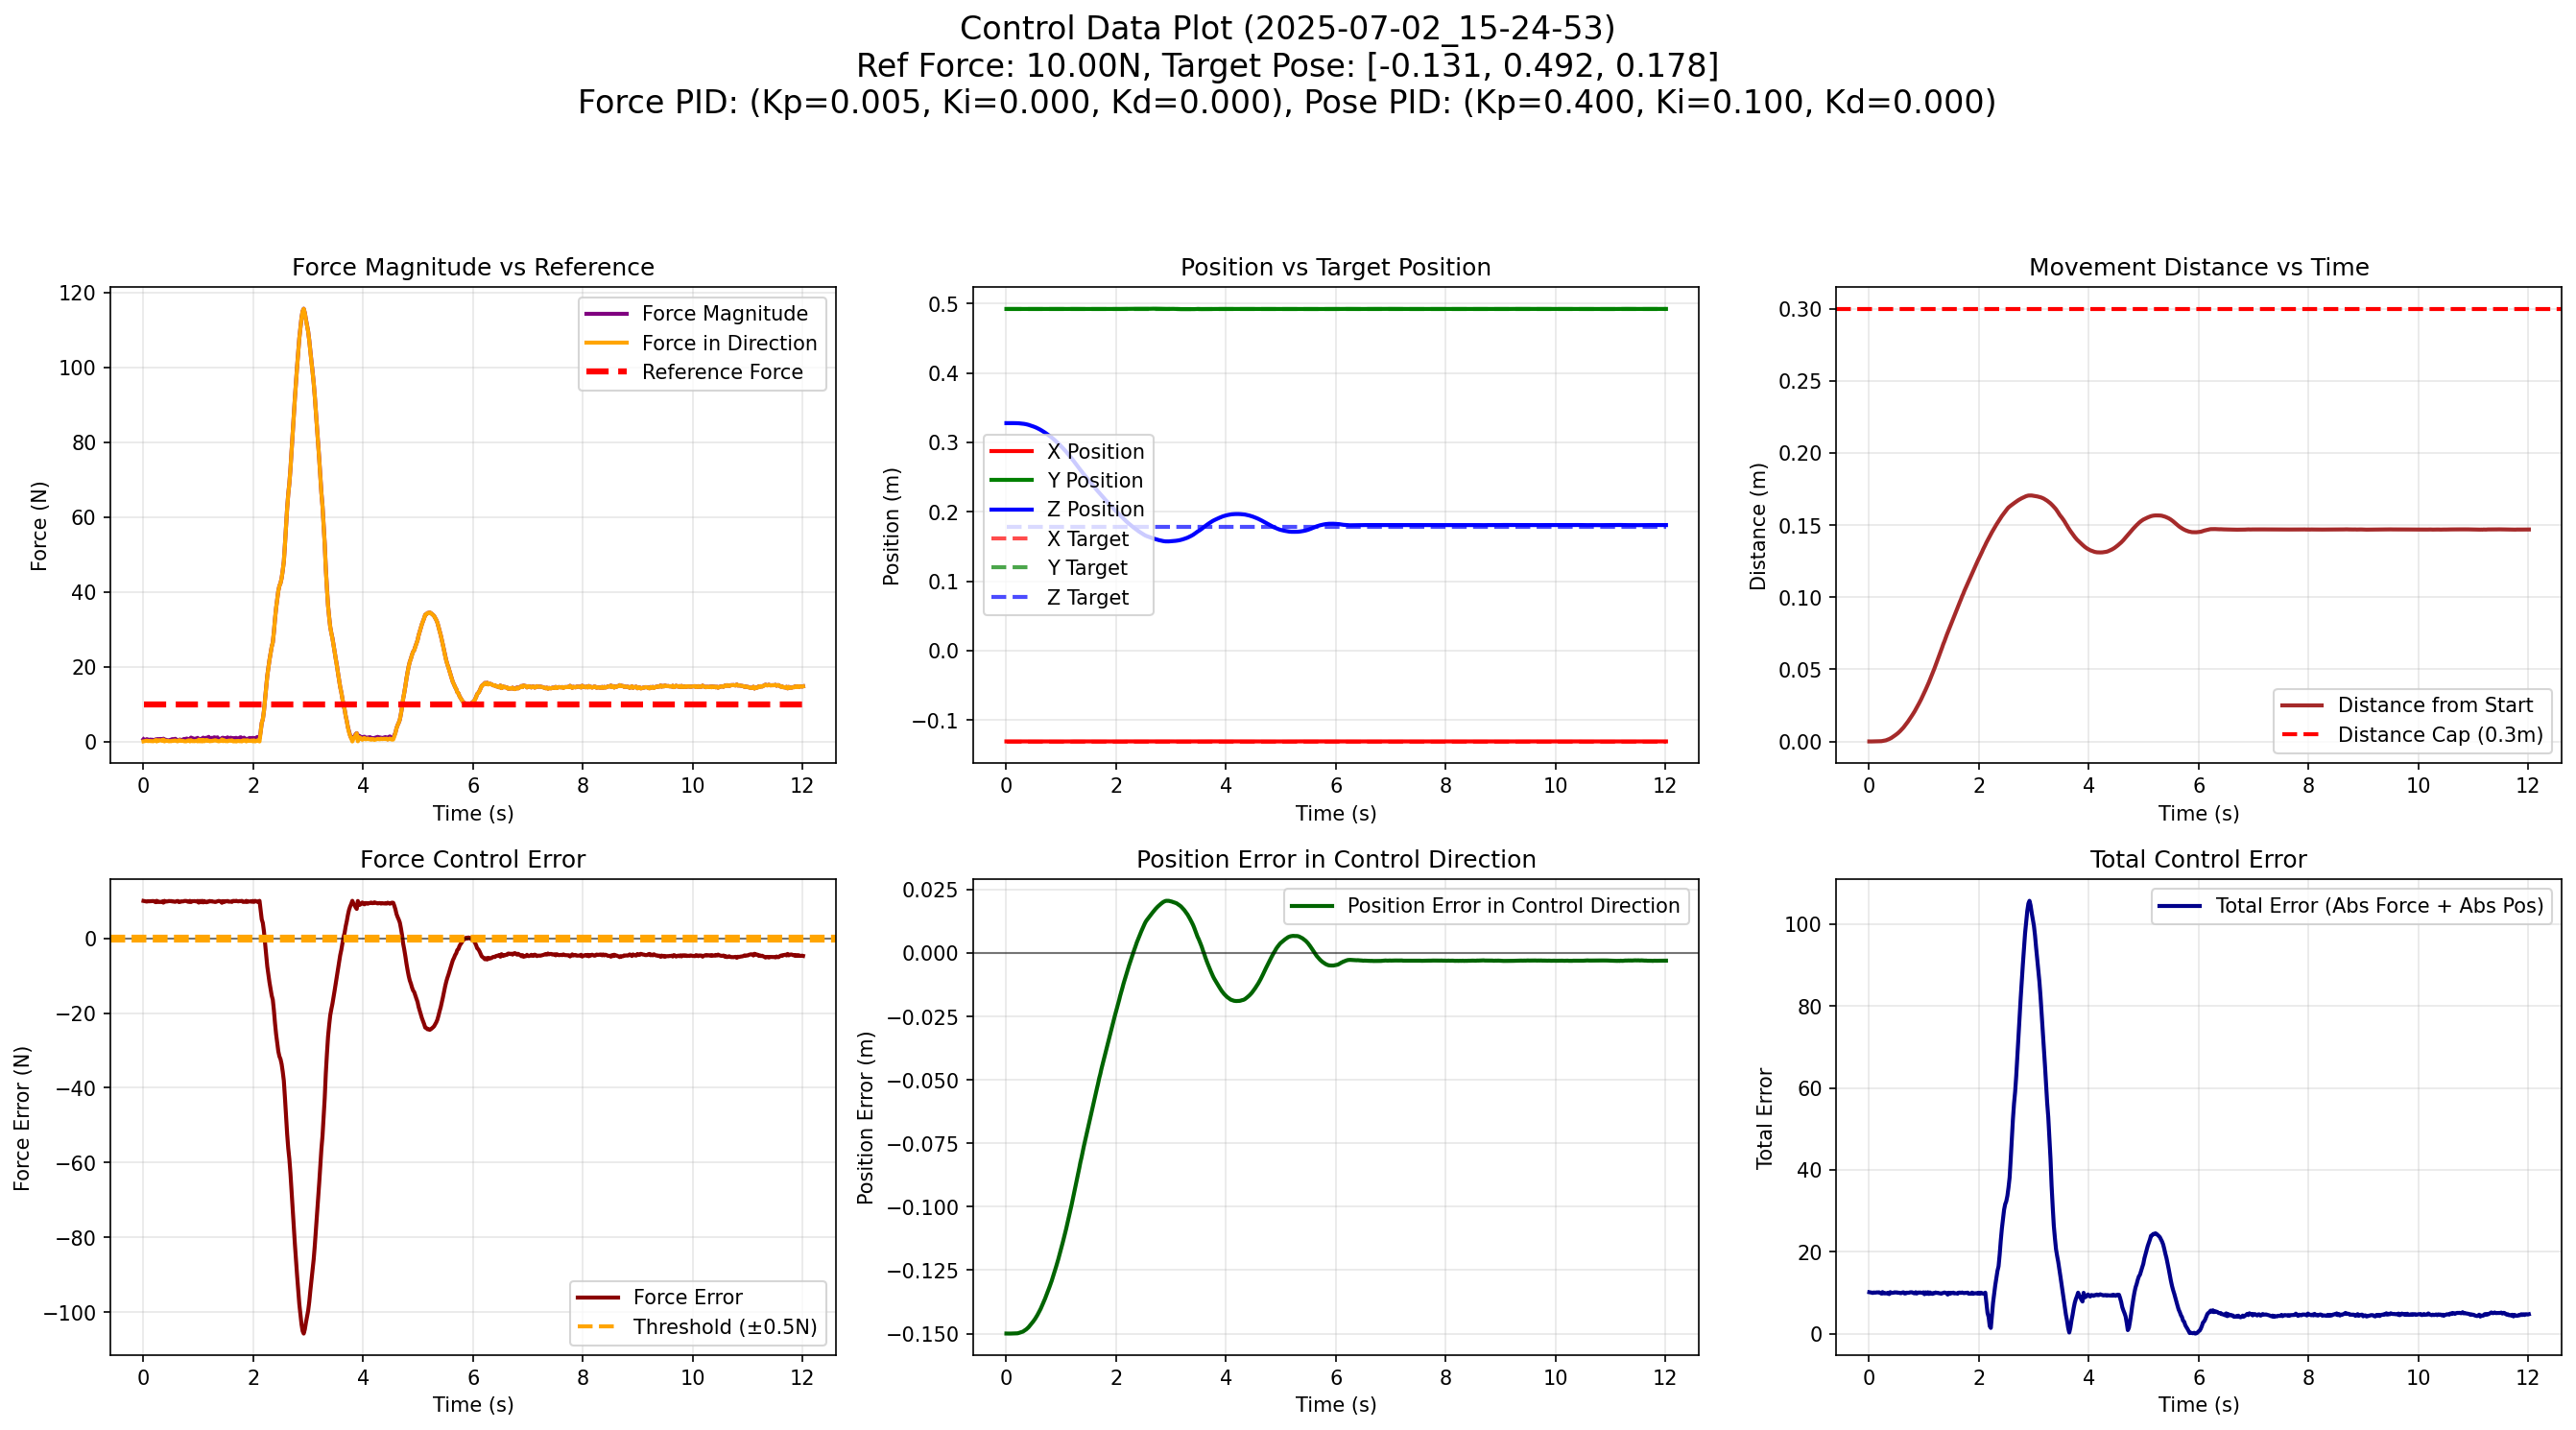 Control Data Plot (2025-07-02_15-24-53)
Ref Force: 10.00N, Target Pose: [-0.131, 0.492, 0.178]
Force PID: (Kp=0.005, Ki=0.000, Kd=0.000), Pose PID: (Kp=0.400, Ki=0.100, Kd=0.000)
Force Magnitude vs Reference
120
100
80
60
40
20
0
Force (N)
Force Magnitude
Force in Direction
Reference Force
0 2 4 6 8 10 12
Time (s)
Position vs Target Position
0.5
0.4
0.3
0.2
0.1
0.0
−0.1
Position (m)
X Position
Y Position
Z Position
X Target
Y Target
Z Target
0 2 4 6 8 10 12
Time (s)
Movement Distance vs Time
0.30
0.25
0.20
0.15
0.10
0.05
0.00
Distance (m)
Distance from Start
Distance Cap (0.3m)
0 2 4 6 8 10 12
Time (s)
Force Control Error
0
−20
−40
−60
−80
−100
Force Error (N)
Force Error
Threshold (±0.5N)
0 2 4 6 8 10 12
Time (s)
Position Error in Control Direction
0.025
0.000
−0.025
−0.050
−0.075
−0.100
−0.125
−0.150
Position Error (m)
Position Error in Control Direction
0 2 4 6 8 10 12
Time (s)
Total Control Error
100
80
60
40
20
0
Total Error
Total Error (Abs Force + Abs Pos)
0 2 4 6 8 10 12
Time (s)